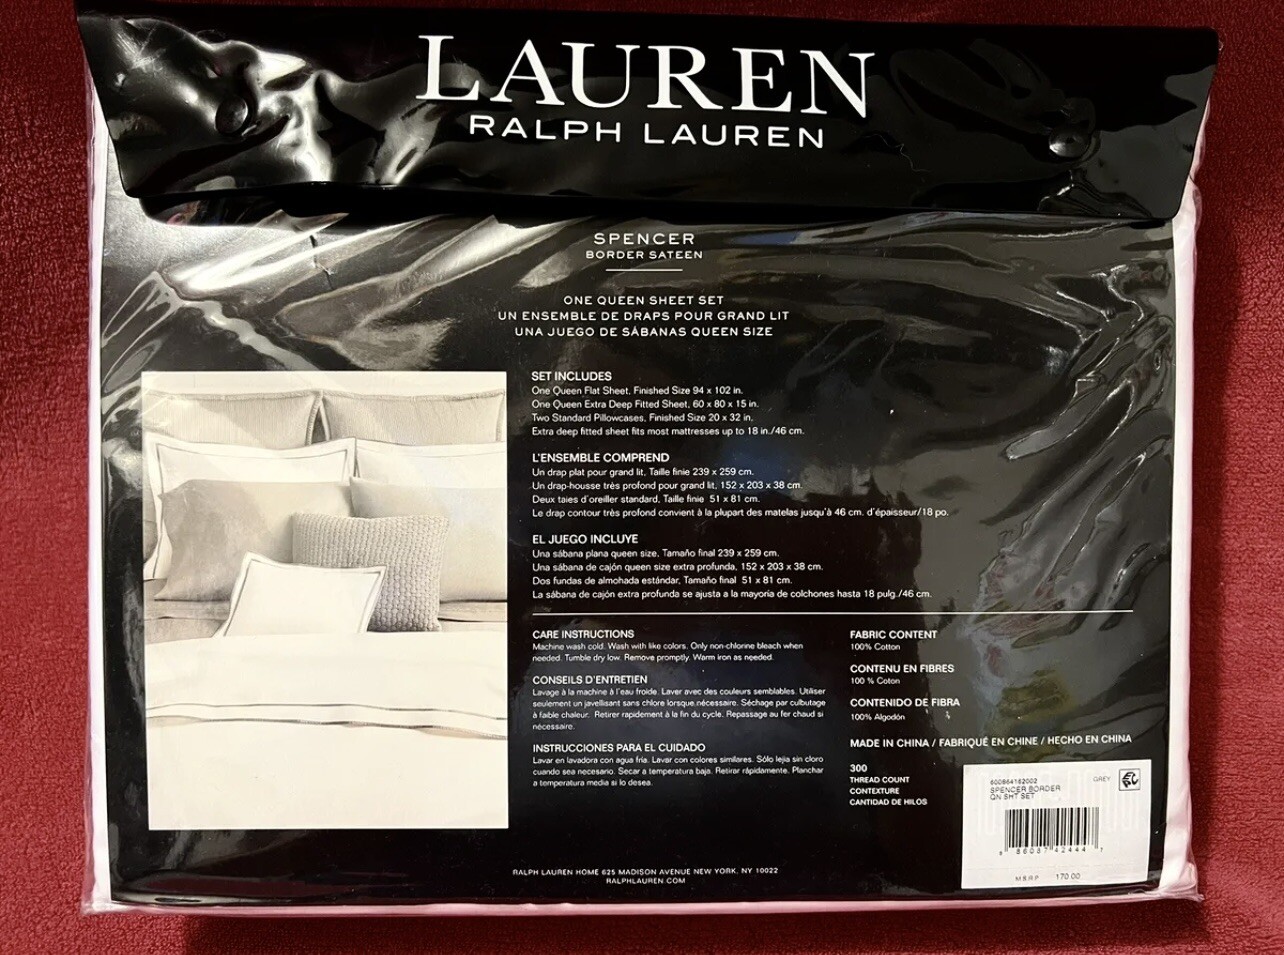 LAUREN
RALPH LAUREN
SPENCER
BORDER SATEEN
ONE QUEEN SHEET SET
UN ENSEMBLE DE DRAPS POUR GRAND LIT
UNA JUEGO DE SÁBANAS QUEEN SIZE
SET INCLUDES
One Queen Flat Sheet, Finished Size 94 x 102 in.
One Queen Extra Deep Fitted Sheet, 60 x 80 x 15 in.
Two Standard Pillowcases, Finished Size 20 x 32 in.
Extra deep fitted sheet fits most mattresses up to 18 in./46 cm.
L'ENSEMBLE COMPREND
Un drap plat pour grand lit, Taille finie 239 x 259 cm.
Un drap-housse très profond pour grand lit, 152 x 203 x 38 cm.
Deux taies d'oreiller standard, Taille finie 51 x 81 cm.
Le drap contour très profond convient à la plupart des matelas jusqu'à 46 cm. d'épaisseur/18 po.
EL JUEGO INCLUYE
Una sábana plana queen size, Tamaño final 239 x 259 cm.
Una sábana de cajón queen size extra profunda, 152 x 203 x 38 cm.
Dos fundas de almohada estándar, Tamaño final 51 x 81 cm.
La sábana de cajón extra profunda se ajusta a la mayoría de colchones hasta 18 pulg./46 cm.
CARE INSTRUCTIONS
Machine wash cold. Wash with like colors. Only non-chlorine bleach when
needed. Tumble dry low. Remove promptly. Warm iron as needed.
CONSEILS D'ENTRETIEN
Lavage à la machine à l'eau froide. Laver avec des couleurs semblables. Utiliser
seulement un javellisant sans chlore lorsque nécessaire. Séchage par culbutage
à faible chaleur. Retirer rapidement à la fin du cycle. Repassage au fer chaud si
nécessaire.
INSTRUCCIONES PARA EL CUIDADO
Lavar en lavadora con agua fría. Lavar con colores similares. Sólo lejia sin cloro
cuando sea necesario. Secar a temperatura baja. Retirar rápidamente. Planchar
a temperatura media si lo desea.
FABRIC CONTENT
100% Cotton
CONTENU EN FIBRES
100 % Coton
CONTENIDO DE FIBRA
100% Algodón
MADE IN CHINA / FABRIQUÉ EN CHINE / HECHO EN CHINA
300
THREAD COUNT
CONTEXTURE
CANTIDAD DE HILOS
600864182002 GREY
SPENCER BORDER
QN SHT SET
86087 42444 7
M.S.R.P 170.00
RALPH LAUREN HOME 625 MADISON AVENUE NEW YORK, NY 10022
RALPHLAUREN.COM